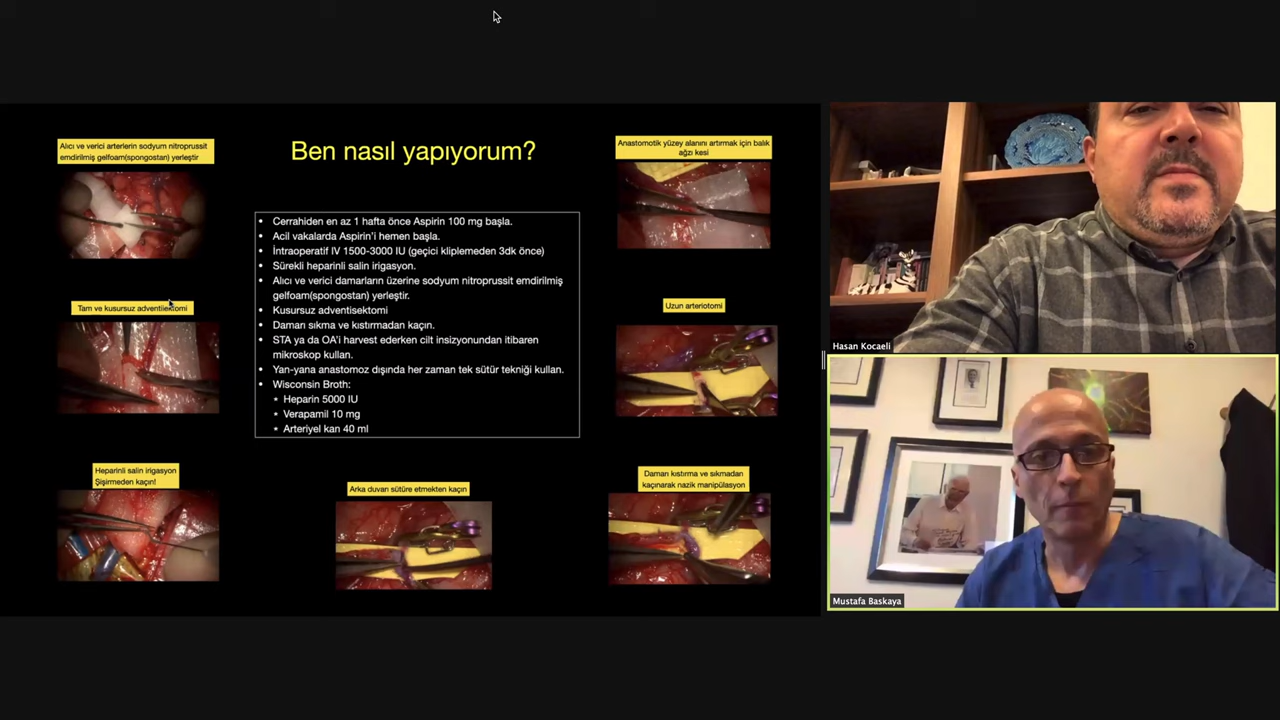 Alıcı ve verici arterlerin sodyum nitroprussit
emdirilmiş gelfoam(spongostan) yerleştir
Ben nasıl yapıyorum?
Anastomotik yüzey alanını artırmak için balık
ağzı kesi
• Cerrahiden en az 1 hafta önce Aspirin 100 mg başla.
• Acil vakalarda Aspirin'i hemen başla.
• İntraoperatif IV 1500-3000 IU (geçici kliplemeden 3dk önce)
• Sürekli heparinli salin irigasyon.
• Alıcı ve verici damarların üzerine sodyum nitroprussit emdirilmiş
gelfoam(spongostan) yerleştir.
• Kusursuz adventisektomi
• Damarı sıkma ve kıstırmadan kaçın.
• STA ya da OA'i harvest ederken cilt insizyonundan itibaren
mikroskop kullan.
• Yan-yana anastomoz dışında her zaman tek sütür tekniği kullan.
• Wisconsin Broth:
* Heparin 5000 IU
* Verapamil 10 mg
* Arteriyel kan 40 ml
Tam ve kusursuz adventiektomi
Uzun arteriotomi
Heparinli salin irigasyon
Şişirmeden kaçın!
Arka duvarı sütüre etmekten kaçın
Damarı kıstırma ve sıkmadan
kaçınarak nazik manipülasyon
Hasan Kocaeli
Mustafa Baskaya